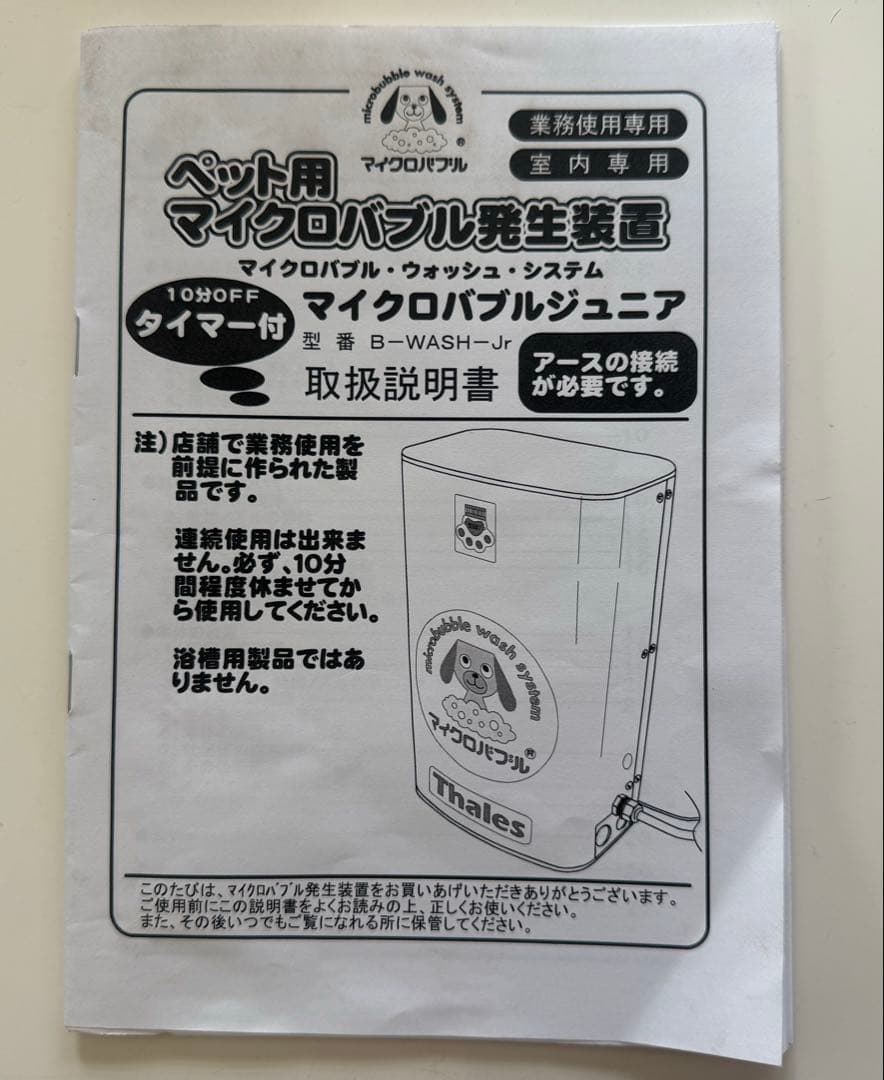 microbubble wash system
マイクロバブル®
業務使用専用
室内専用
ペット用
マイクロバブル発生装置
マイクロバブル・ウォッシュ・システム
10分OFF
タイマー付
マイクロバブルジュニア
型番 B-WASH-Jr
取扱説明書
アースの接続
が必要です。
注)店舗で業務使用を
前提に作られた製
品です。
連続使用は出来ま
せん。必ず、10分
間程度休ませてか
ら使用してください。
浴槽用製品ではあ
りません。
microbubble wash system
マイクロバブル®
Thales
このたびは、マイクロバブル発生装置をお買いあげいただきありがとうございます。
ご使用前にこの説明書をよくお読みの上、正しくお使いください。
また、その後いつでもご覧になれる所に保管してください。